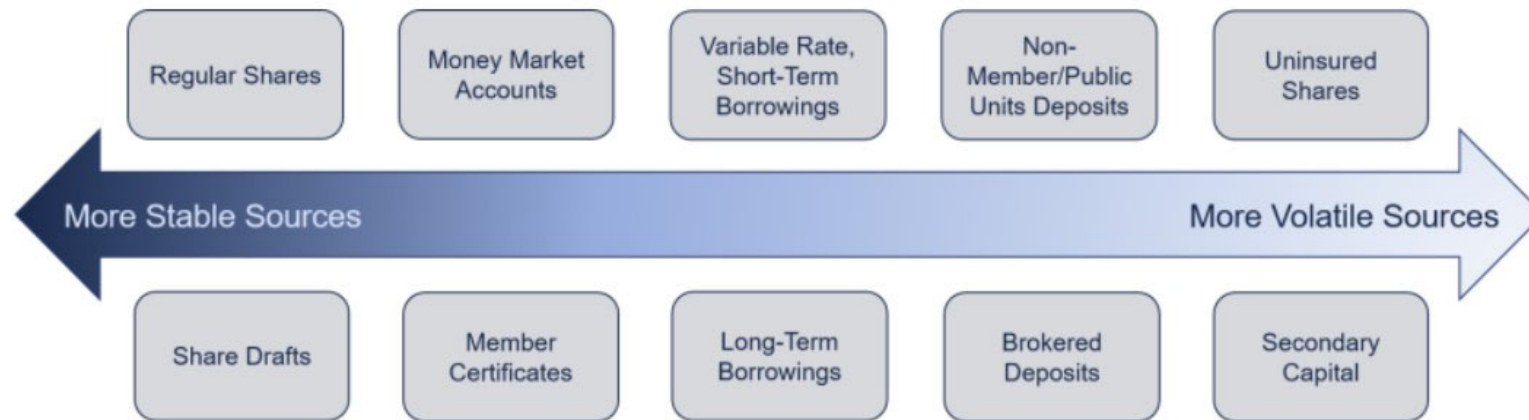 Regular Shares
Money Market
Accounts
Variable Rate,
Short-Term
Borrowings
Non-
Member/Public
Units Deposits
Uninsured
Shares
More Stable Sources
More Volatile Sources
Share Drafts
Member
Certificates
Long-Term
Borrowings
Brokered
Deposits
Secondary
Capital